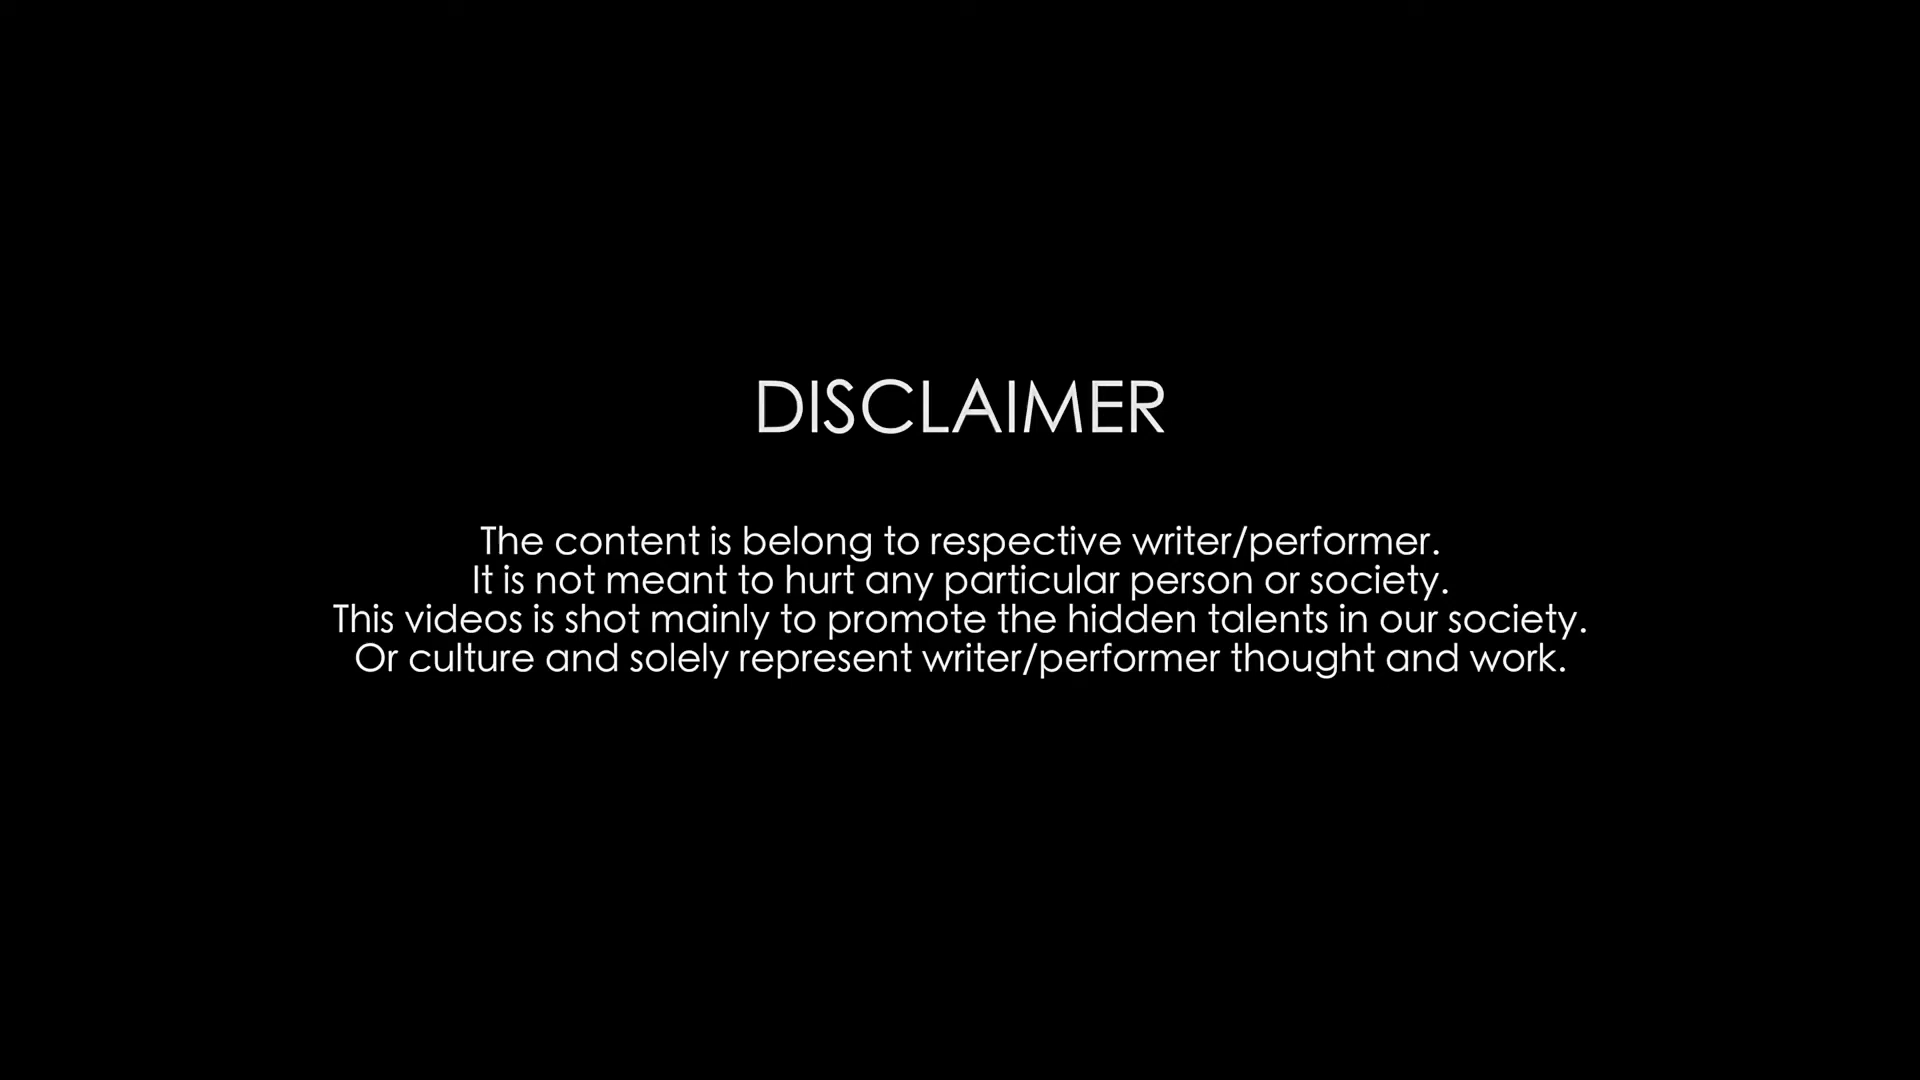 DISCLAIMER
The content is belong to respective writer/performer.
It is not meant to hurt any particular person or society.
This videos is shot mainly to promote the hidden talents in our society.
Or culture and solely represent writer/performer thought and work.